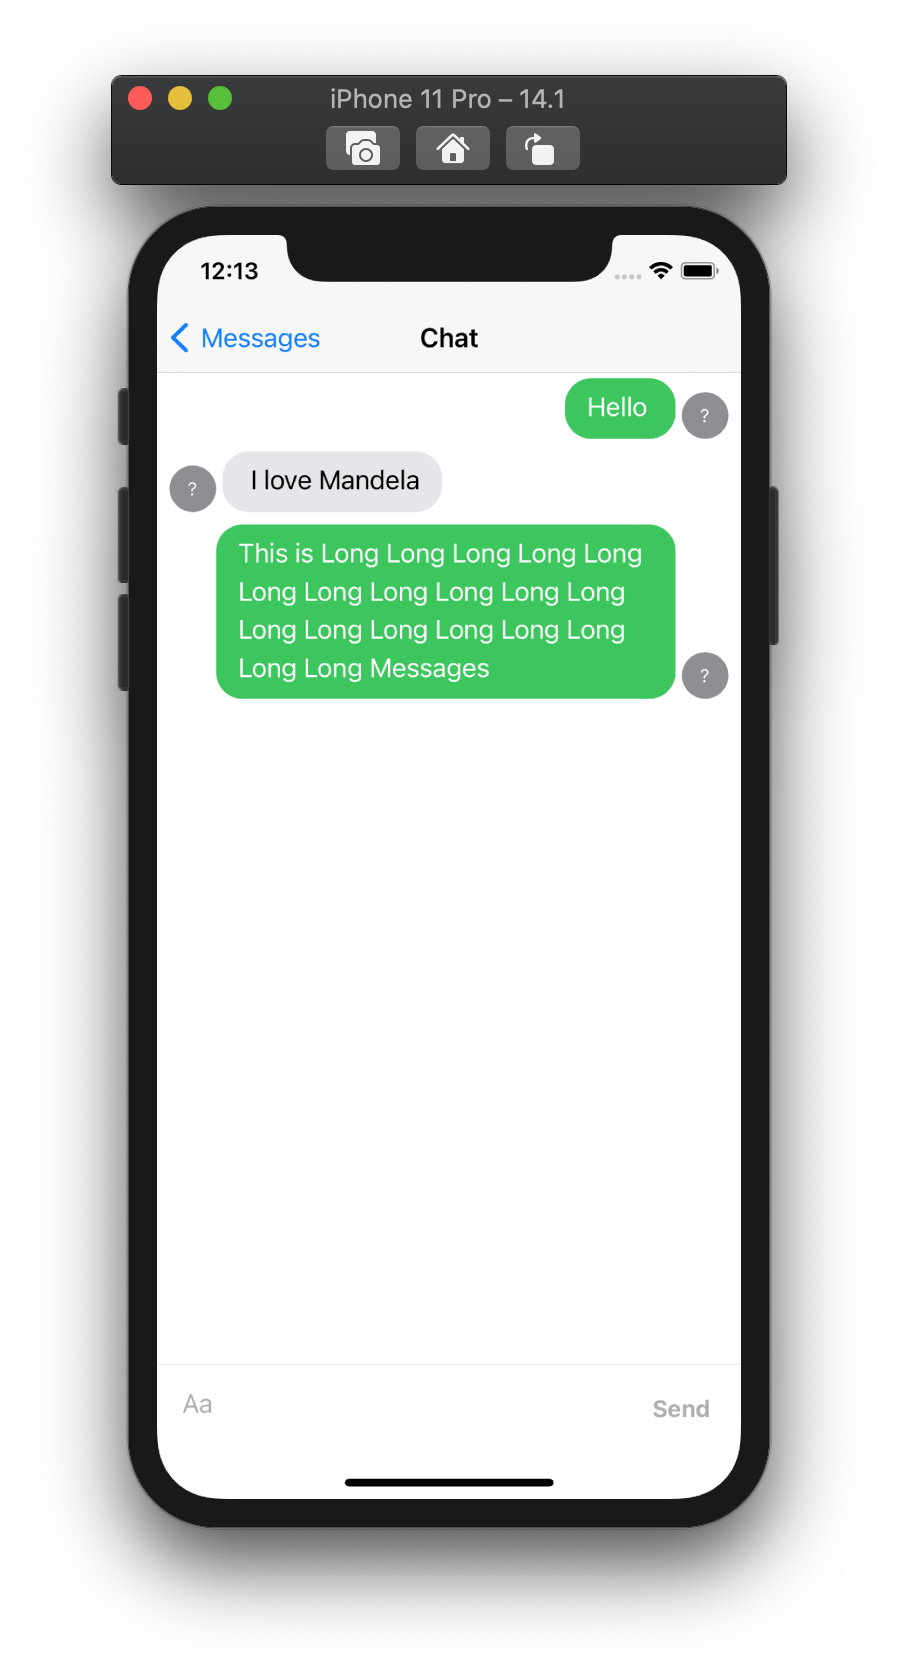 iPhone 11 Pro – 14.1
12:13
Messages
Chat
Hello
?
I love Mandela
?
This is Long Long Long Long Long
Long Long Long Long Long Long
Long Long Long Long Long Long
Long Long Messages
?
Aa
Send